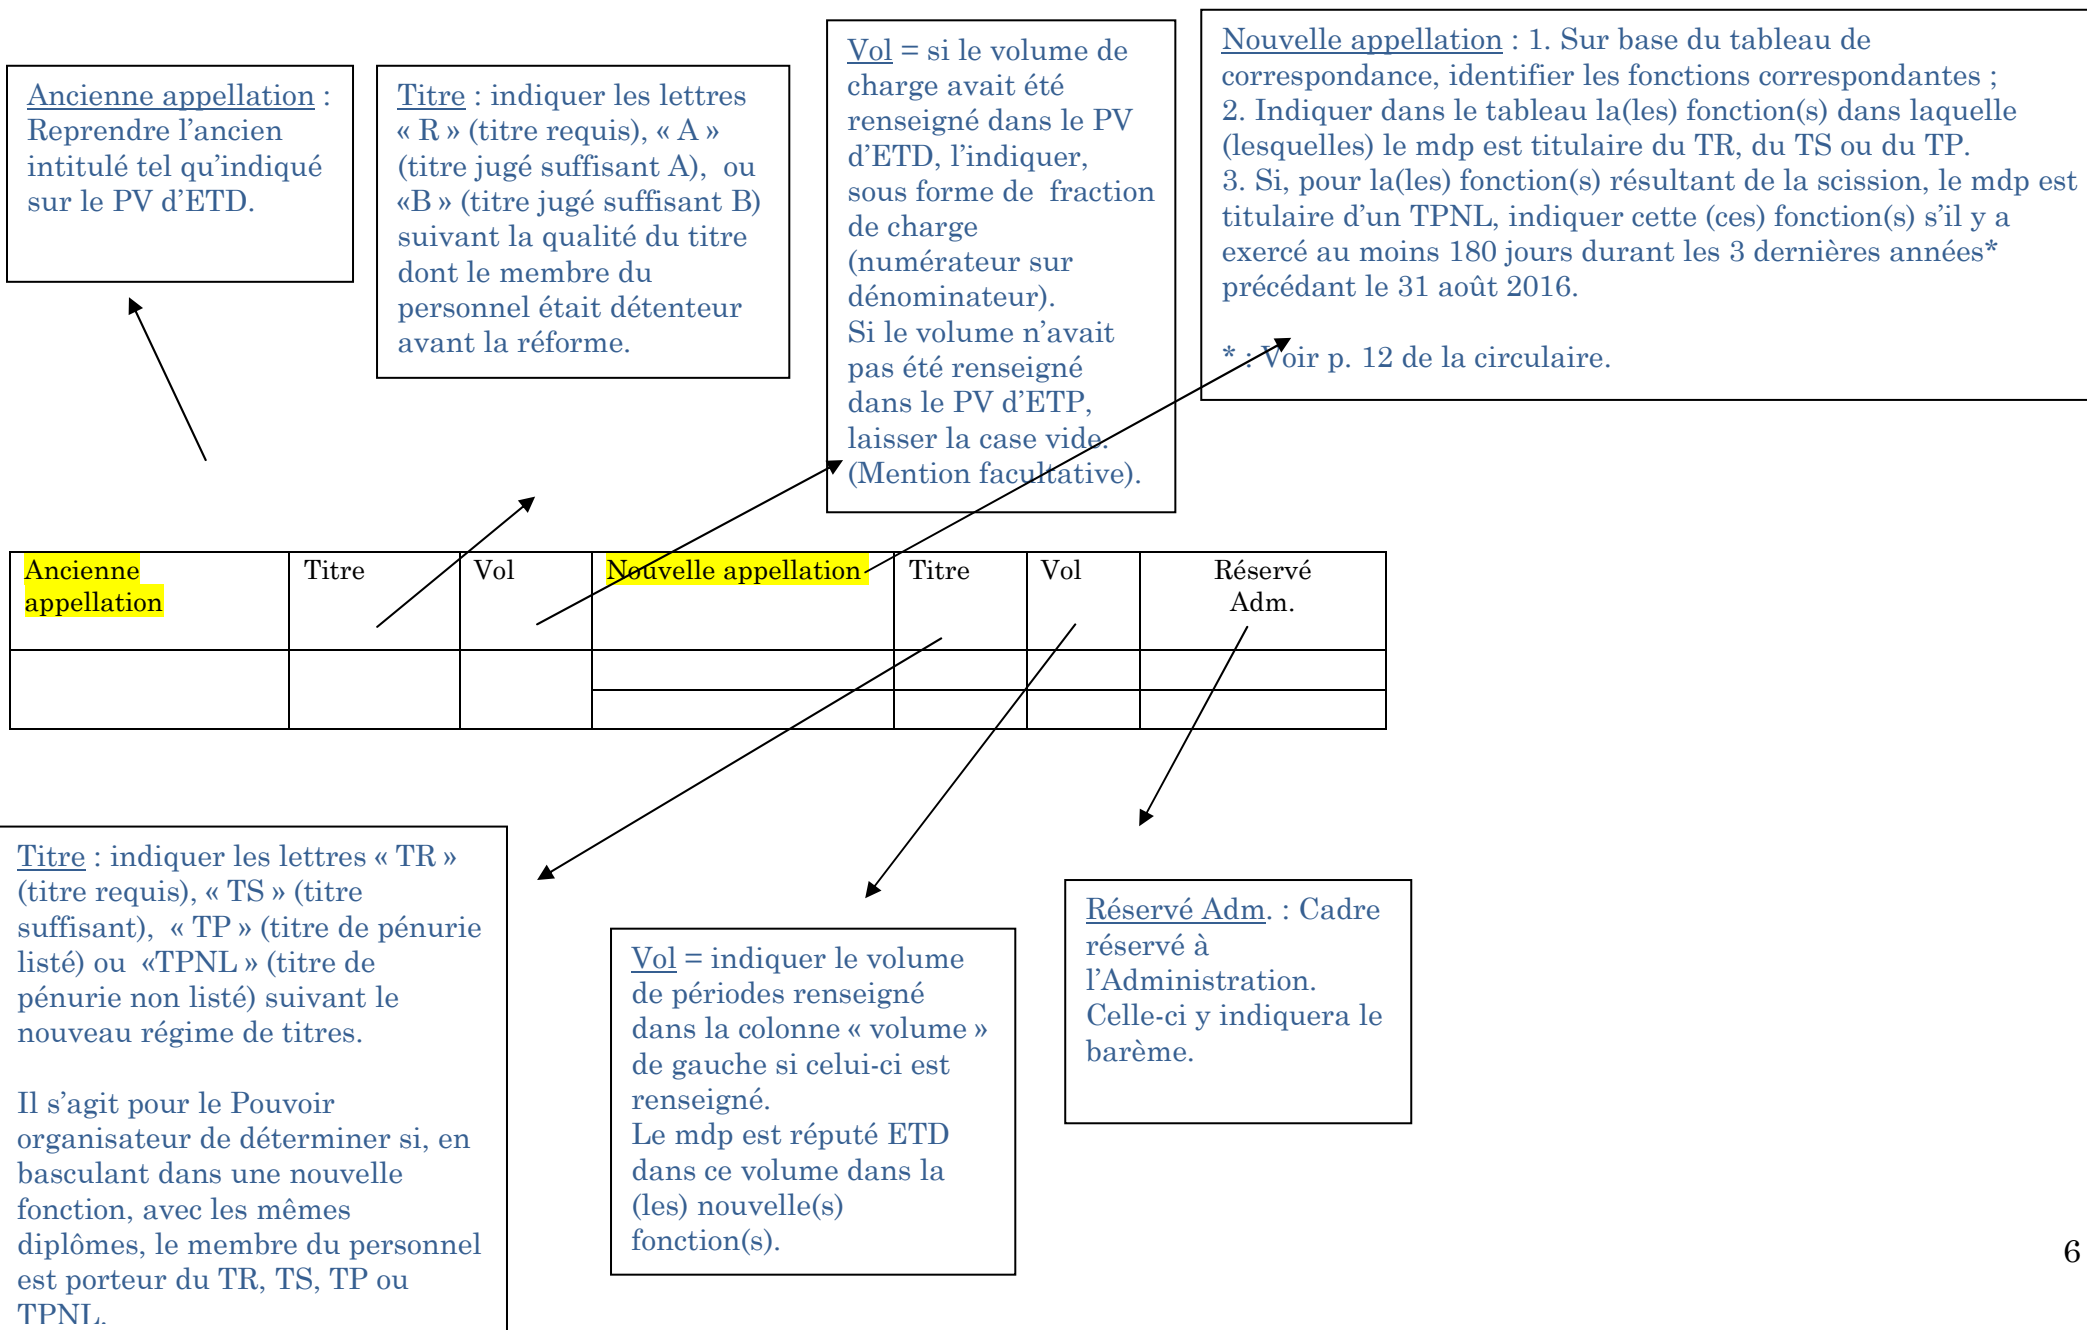 Ancienne appellation :
Reprendre l’ancien
intitulé tel qu’indiqué
sur le PV d’ETD.
Titre : indiquer les lettres
« R » (titre requis), « A »
(titre jugé suffisant A),  ou
«B » (titre jugé suffisant B)
suivant la qualité du titre
dont le membre du
personnel était détenteur
avant la réforme.
Vol = si le volume de
charge avait été
renseigné dans le PV
d’ETD, l’indiquer,
sous forme de  fraction
de charge
(numérateur sur
dénominateur).
Si le volume n’avait
pas été renseigné
dans le PV d’ETP,
laisser la case vide.
(Mention facultative).
Nouvelle appellation : 1. Sur base du tableau de
correspondance, identifier les fonctions correspondantes ;
2. Indiquer dans le tableau la(les) fonction(s) dans laquelle
(lesquelles) le mdp est titulaire du TR, du TS ou du TP.
3. Si, pour la(les) fonction(s) résultant de la scission, le mdp est
titulaire d’un TPNL, indiquer cette (ces) fonction(s) s’il y a
exercé au moins 180 jours durant les 3 dernières années*
précédant le 31 août 2016.
* : Voir p. 12 de la circulaire.
Ancienne
appellation
Titre
Vol
Nouvelle appellation
Titre
Vol
Réservé
Adm.
Titre : indiquer les lettres « TR »
(titre requis), « TS » (titre
suffisant),  « TP » (titre de pénurie
listé) ou  «TPNL » (titre de
pénurie non listé) suivant le
nouveau régime de titres.
Il s’agit pour le Pouvoir
organisateur de déterminer si, en
basculant dans une nouvelle
fonction, avec les mêmes
diplômes, le membre du personnel
est porteur du TR, TS, TP ou
TPNL.
Vol = indiquer le volume
de périodes renseigné
dans la colonne « volume »
de gauche si celui-ci est
renseigné.
Le mdp est réputé ETD
dans ce volume dans la
(les) nouvelle(s)
fonction(s).
Réservé Adm. : Cadre
réservé à
l’Administration.
Celle-ci y indiquera le
barème.
6